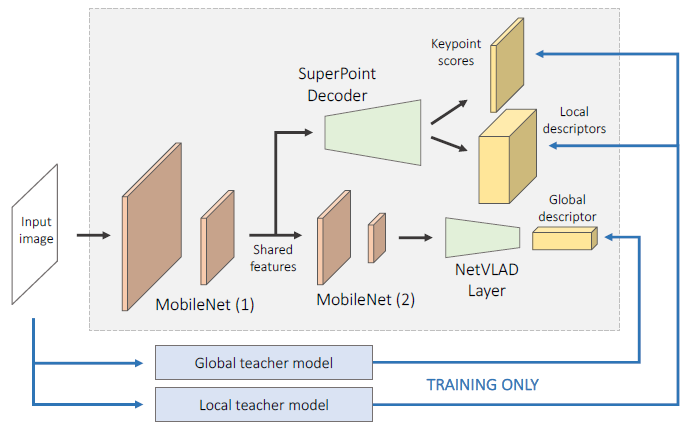 Keypoint
scores
SuperPoint
Decoder
Local
descriptors
Input
image
Shared
features
Global
descriptor
MobileNet (1)
MobileNet (2)
NetVLAD
Layer
Global teacher model
TRAINING ONLY
Local teacher model